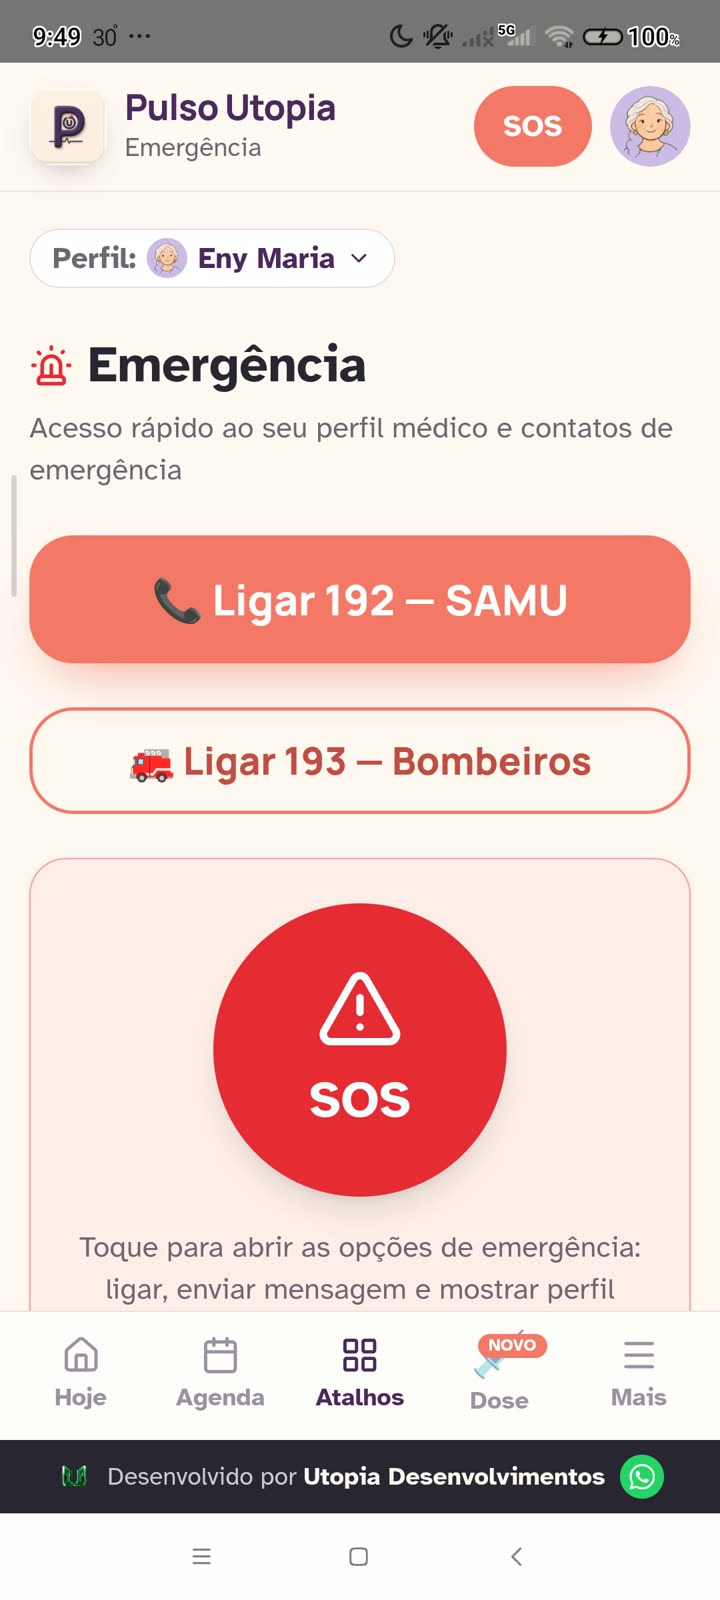 9:49 30° ...
5G 100%
Pulso Utopia
Emergência
SOS
Perfil: Eny Maria
Emergência
Acesso rápido ao seu perfil médico e contatos de
emergência
Ligar 192 — SAMU
Ligar 193 — Bombeiros
SOS
Toque para abrir as opções de emergência:
ligar, enviar mensagem e mostrar perfil
NOVO
Hoje Agenda Atalhos Dose Mais
Desenvolvido por Utopia Desenvolvimentos